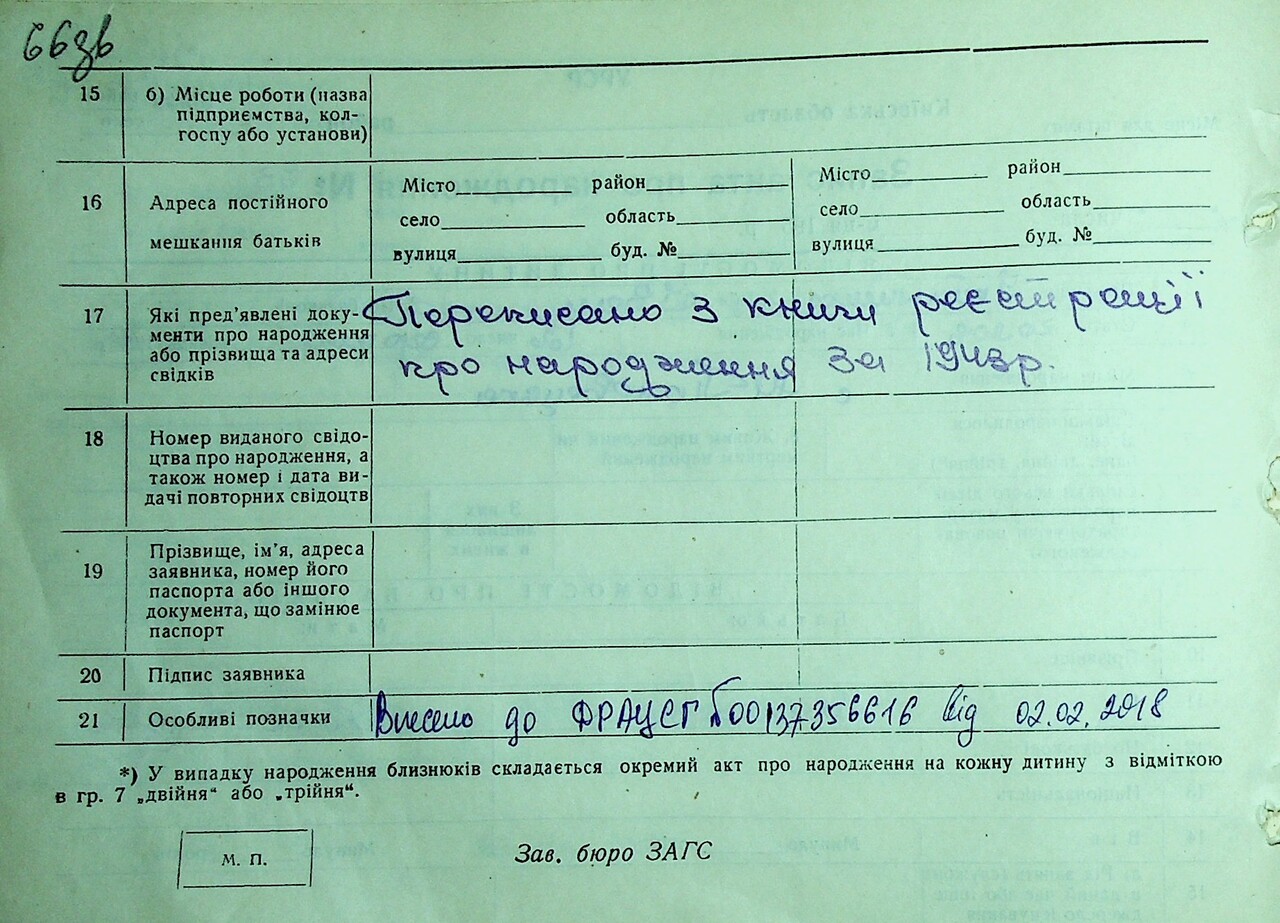 66зв
15 б) Місце роботи (назва
підприємства, кол-
госпу або установи)
16 Адреса постійного
мешкання батьків
Місто район
село область
вулиця буд. №
Місто район
село область
вулиця буд. №
17 Які пред’явлені доку-
менти про народження
або прізвища та адреси
свідків
Переписано з книги реєстрації
про народження за 1943р.
18 Номер виданого свідо-
цтва про народження, а
також номер і дата ви-
дачі повторних свідоцтв
19 Прізвище, ім’я, адреса
заявника, номер його
паспорта або іншого
документа, що замінює
паспорт
20 Підпис заявника
21 Особливі позначки
Внесено до ФРАЦСГ 00137356616 від 02.02.2018
*) У випадку народження близнюків складається окремий акт про народження на кожну дитину з відміткою
в гр. 7 „двійня“ або „трійня“.
М. П.
Зав. бюро ЗАГС